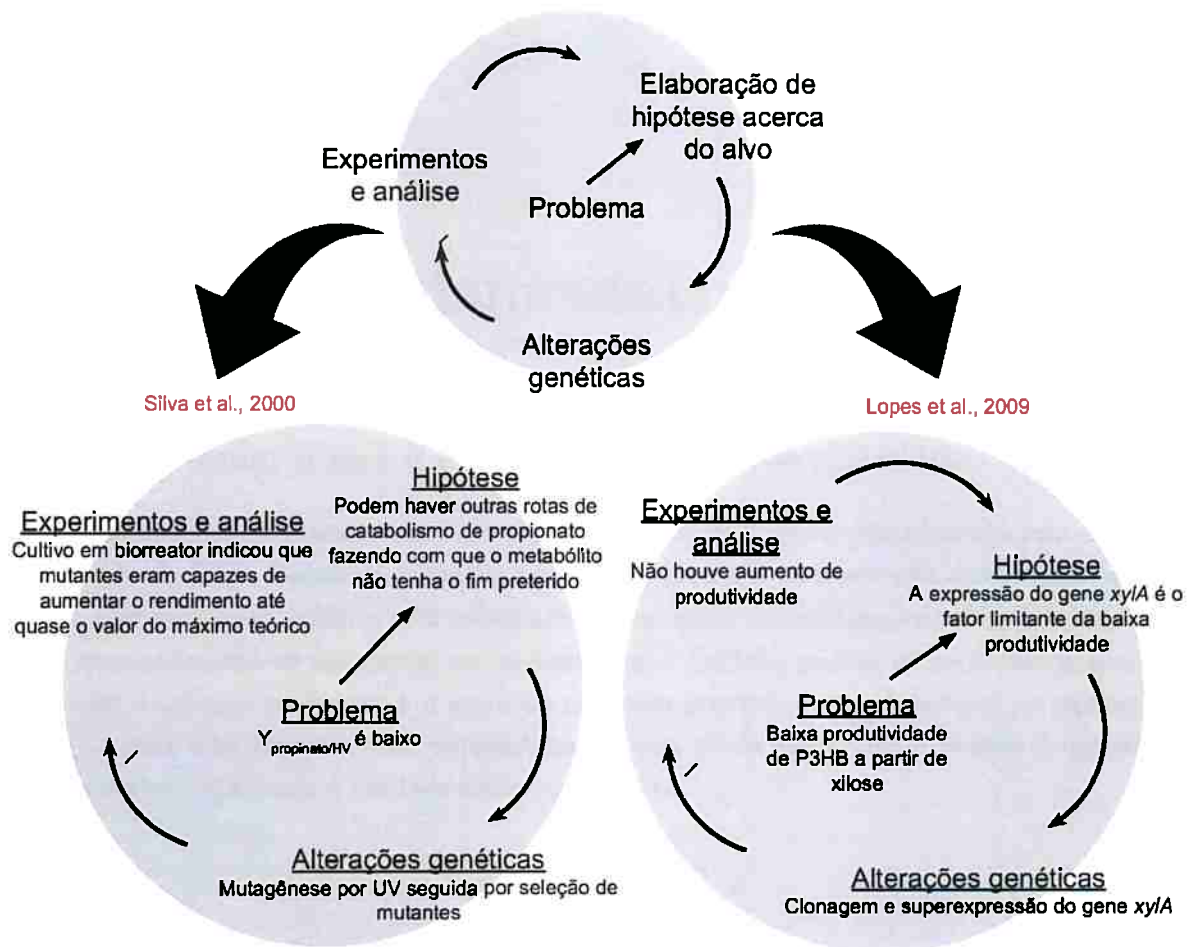 Elaboração de
hipótese acerca
do alvo
Experimentos
e análise
Problema
Alterações
genéticas
Silva et al., 2000
Lopes et al., 2009
Hipótese
Podem haver outras rotas de
catabolismo de propionato
fazendo com que o metabólito
não tenha o fim preterido
Experimentos e análise
Cultivo em biorreator indicou que
mutantes eram capazes de
aumentar o rendimento até
quase o valor do máximo teórico
Problema
Y propinato/HV é baixo
Alterações genéticas
Mutagênese por UV seguida por seleção de
mutantes
Experimentos e
análise
Não houve aumento de
produtividade
Hipótese
A expressão do gene xylA é o
fator limitante da baixa
produtividade
Problema
Baixa produtividade
de P3HB a partir de
xilose
Alterações genéticas
Clonagem e superexpressão do gene xylA